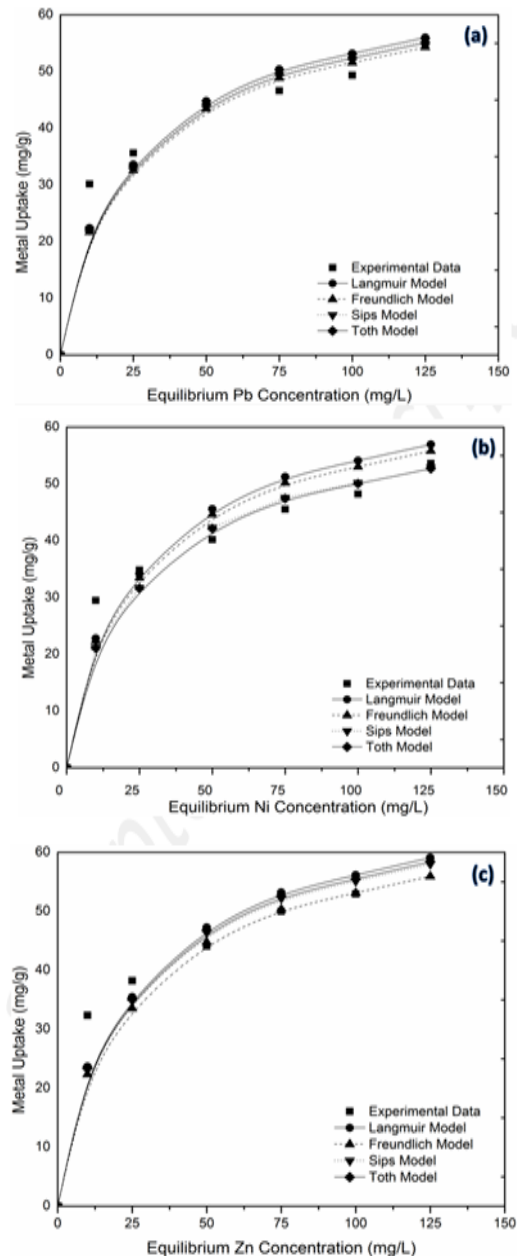 (a)
Metal Uptake (mg/g)
60
50
40
30
20
10
0
Experimental Data
Langmuir Model
Freundlich Model
Sips Model
Toth Model
0 25 50 75 100 125 150
Equilibrium Pb Concentration (mg/L)
(b)
Metal Uptake (mg/g)
60
50
40
30
20
10
0
Experimental Data
Langmuir Model
Freundlich Model
Sips Model
Toth Model
0 25 50 75 100 125 150
Equilibrium Ni Concentration (mg/L)
(c)
Metal Uptake (mg/g)
60
50
40
30
20
10
0
Experimental Data
Langmuir Model
Freundlich Model
Sips Model
Toth Model
0 25 50 75 100 125 150
Equilibrium Zn Concentration (mg/L)